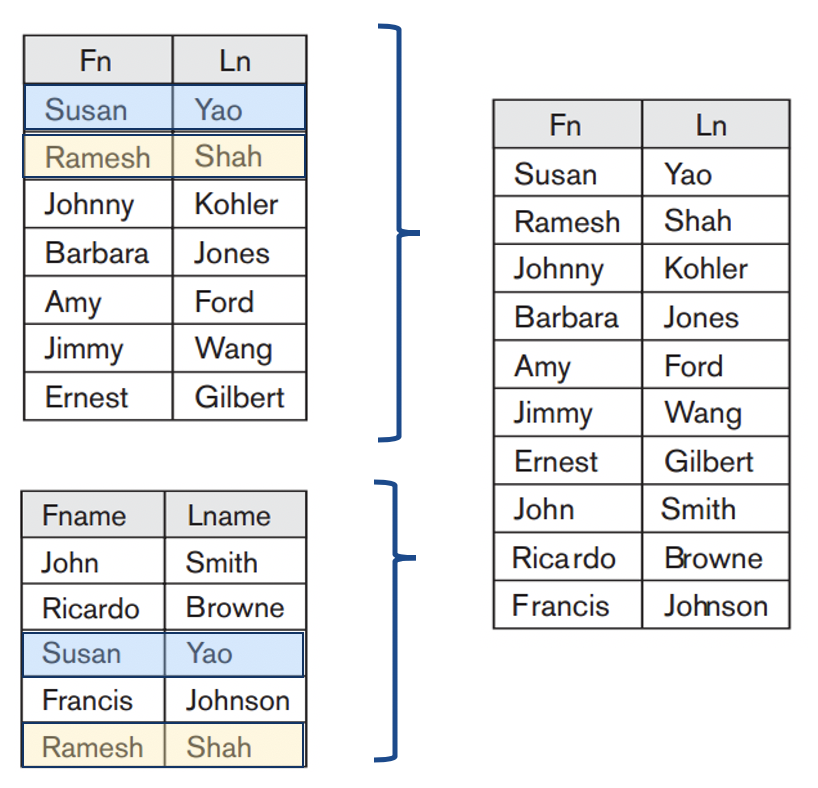 Fn Ln
Susan Yao
Ramesh Shah
Johnny Kohler
Barbara Jones
Amy Ford
Jimmy Wang
Ernest Gilbert
Fname Lname
John Smith
Ricardo Browne
Susan Yao
Francis Johnson
Ramesh Shah
Fn Ln
Susan Yao
Ramesh Shah
Johnny Kohler
Barbara Jones
Amy Ford
Jimmy Wang
Ernest Gilbert
John Smith
Ricardo Browne
Francis Johnson